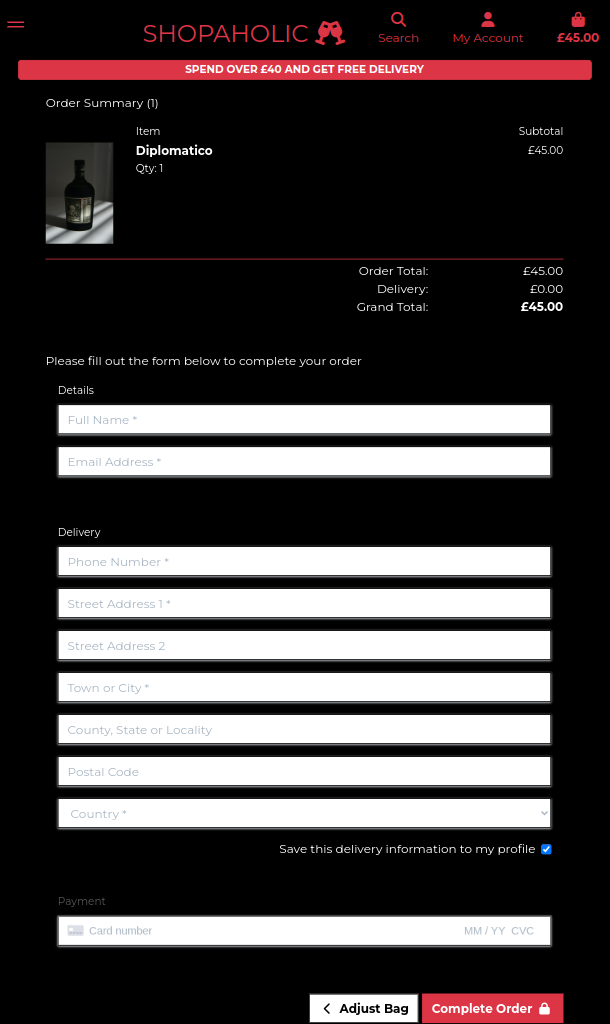 SHOPAHOLIC
Search
My Account
£45.00
SPEND OVER £40 AND GET FREE DELIVERY
Order Summary (1)
Item Subtotal
Diplomatico £45.00
Qty: 1
Order Total: £45.00
Delivery: £0.00
Grand Total: £45.00
Please fill out the form below to complete your order
Details
Full Name *
Email Address *
Delivery
Phone Number *
Street Address 1 *
Street Address 2
Town or City *
County, State or Locality
Postal Code
Country *
Save this delivery information to my profile
Payment
Card number MM / YY CVC
Adjust Bag Complete Order